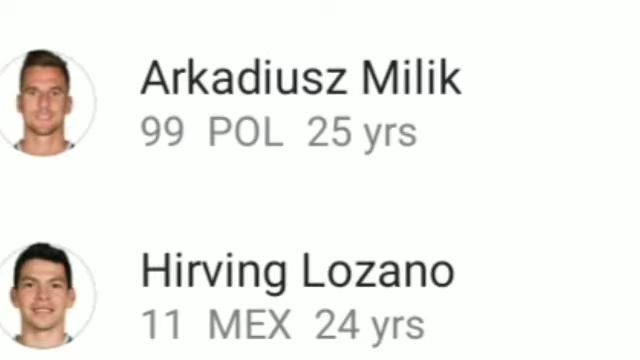 Arkadiusz Milik
99 POL 25 yrs
Hirving Lozano
11 MEX 24 yrs